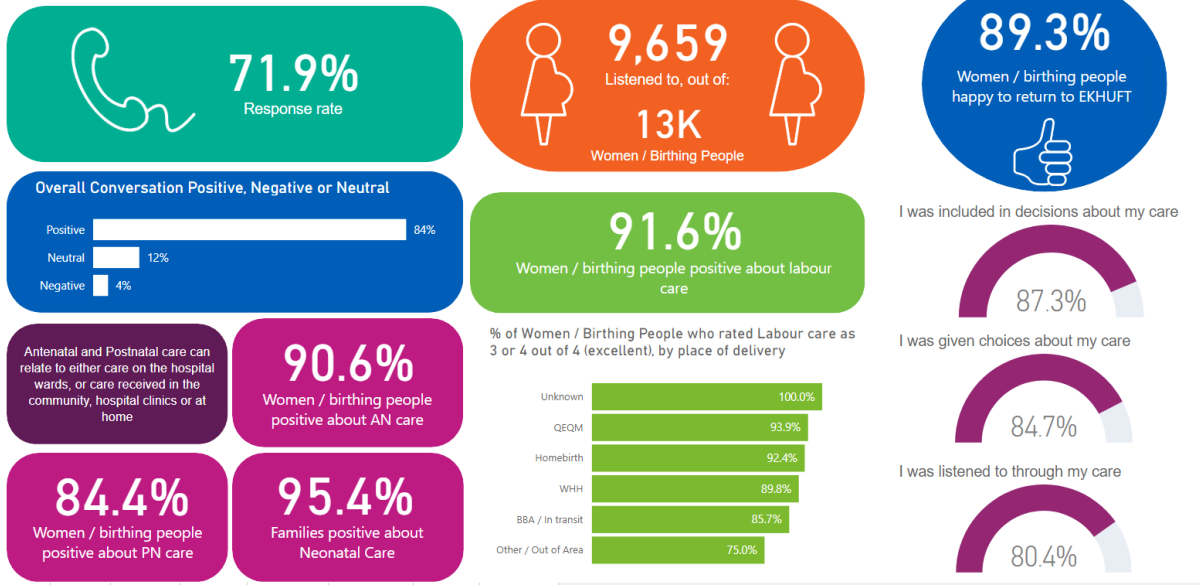 71.9%
Response rate
9,659
Listened to, out of:
13K
Women / Birthing People
89.3%
Women / birthing people
happy to return to EKHUFT
Overall Conversation Positive, Negative or Neutral
Positive
84%
Neutral
12%
Negative
4%
91.6%
Women / birthing people positive about labour
care
Antenatal and Postnatal care can
relate to either care on the hospital
wards, or care received in the
community, hospital clinics or at
home
90.6%
Women / birthing people
positive about AN care
84.4%
Women / birthing people
positive about PN care
95.4%
Families positive about
Neonatal Care
% of Women / Birthing People who rated Labour care as
3 or 4 out of 4 (excellent), by place of delivery
Unknown
100.0%
QEQM
93.9%
Homebirth
92.4%
WHH
89.8%
BBA / In transit
85.7%
Other / Out of Area
75.0%
I was included in decisions about my care
87.3%
I was given choices about my care
84.7%
I was listened to through my care
80.4%